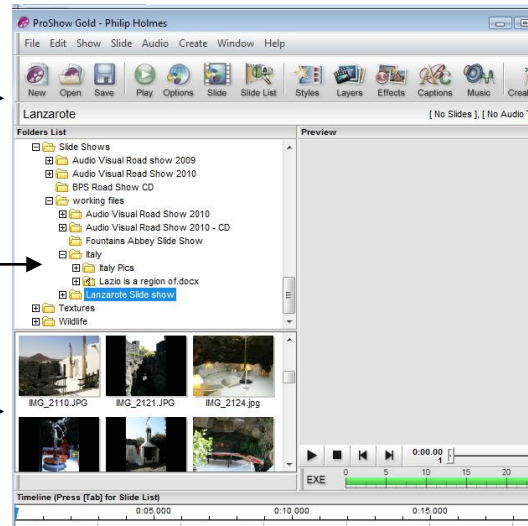 ProShow Gold - Philip Holmes
File Edit Show Slide Audio Create Window Help
New Open Save Play Options Slide Slide List Styles Layers Effects Captions Music Creat
Lanzarote [ No Slides ], [ No Audio T
Folders List Preview
Slide Shows
Audio Visual Road show 2009
Audio Visual Road Show 2010
BPS Road Show CD
working files
Audio Visual Road Show 2010
Audio Visual Road Show 2010 - CD
Fountains Abbey Slide Show
Italy
Italy Pics
Lazio is a region of.docx
Lanzarote Slide show
Textures
Wildlife
IMG_2110.JPG IMG_2121.JPG IMG_2124.jpg
0:00.00
1
EXE 0 5 10 15 20
Timeline (Press [Tab] for Slide List)
0:05.000 0:10.000 0:15.000